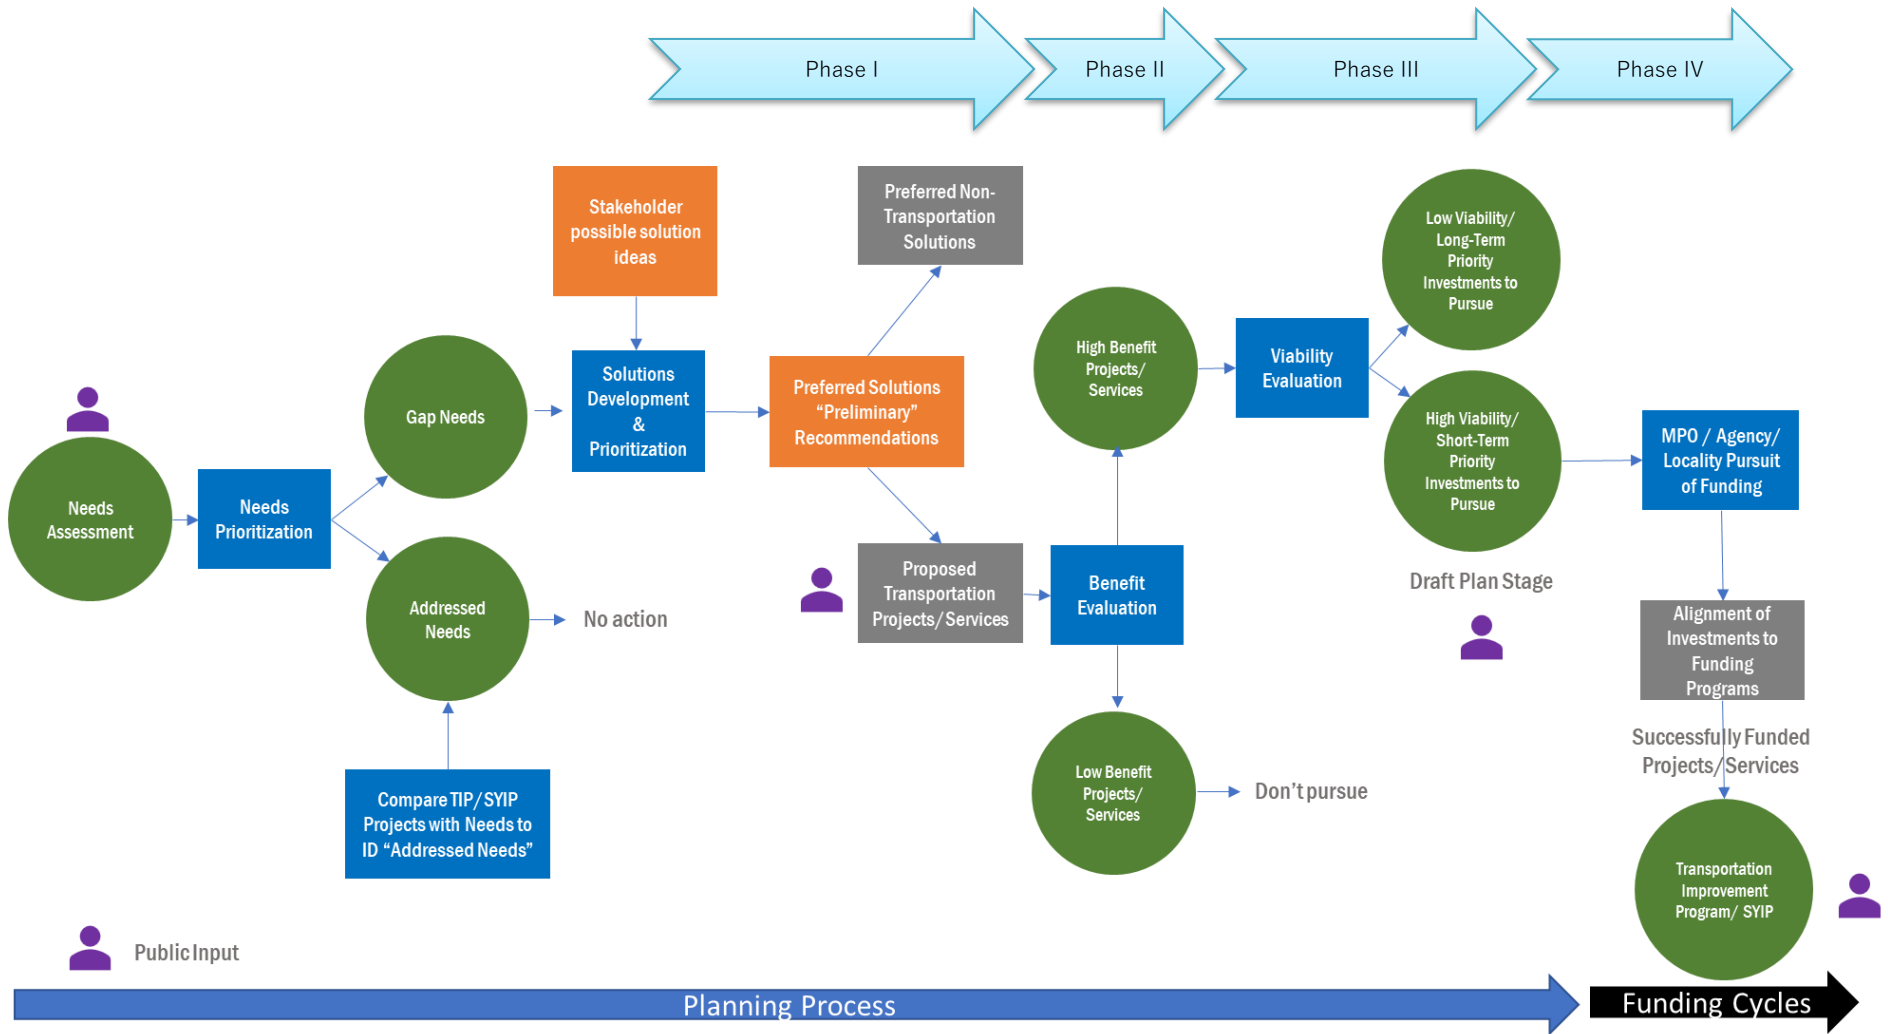 Phase I
Phase II
Phase III
Phase IV
Stakeholder
possible solution
ideas
Preferred Non-
Transportation
Solutions
Low Viability/
Long-Term
Priority
Investments to
Pursue
Gap Needs
Solutions
Development
&
Prioritization
Preferred Solutions
“Preliminary”
Recommendations
High Benefit
Projects/
Services
Viability
Evaluation
High Viability/
Short-Term
Priority
Investments to
Pursue
MPO / Agency/
Locality Pursuit
of Funding
Needs
Assessment
Needs
Prioritization
Addressed
Needs
No action
Proposed
Transportation
Projects/Services
Benefit
Evaluation
Draft Plan Stage
Alignment of
Investments to
Funding
Programs
Successfully Funded
Projects/Services
Compare TIP/SYIP
Projects with Needs to
ID “Addressed Needs”
Low Benefit
Projects/
Services
Don’t pursue
Transportation
Improvement
Program/ SYIP
Public Input
Planning Process
Funding Cycles